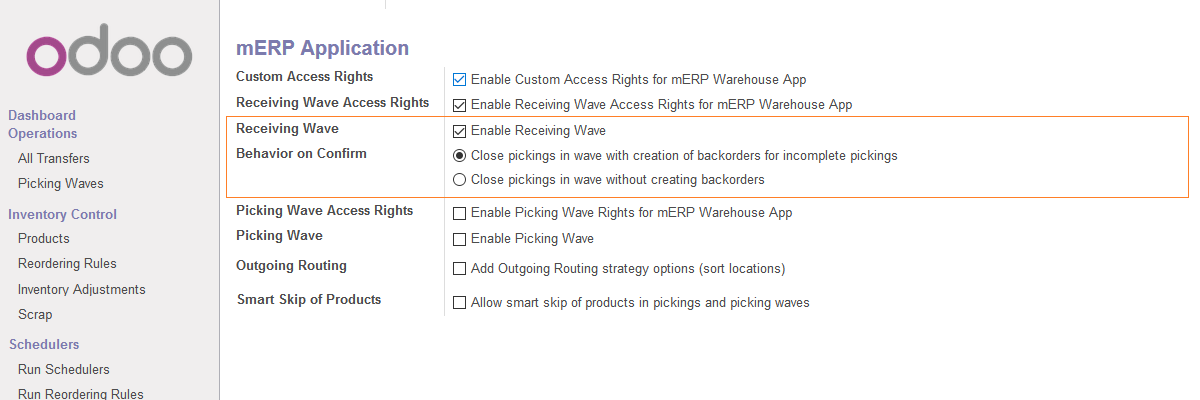 odoo
Dashboard
Operations
All Transfers
Picking Waves
Inventory Control
Products
Reordering Rules
Inventory Adjustments
Scrap
Schedulers
Run Schedulers
Run Reordering Rules
mERP Application
Custom Access Rights Enable Custom Access Rights for mERP Warehouse App
Receiving Wave Access Rights Enable Receiving Wave Access Rights for mERP Warehouse App
Receiving Wave Enable Receiving Wave
Behavior on Confirm Close pickings in wave with creation of backorders for incomplete pickings
Close pickings in wave without creating backorders
Picking Wave Access Rights Enable Picking Wave Rights for mERP Warehouse App
Picking Wave Enable Picking Wave
Outgoing Routing Add Outgoing Routing strategy options (sort locations)
Smart Skip of Products Allow smart skip of products in pickings and picking waves